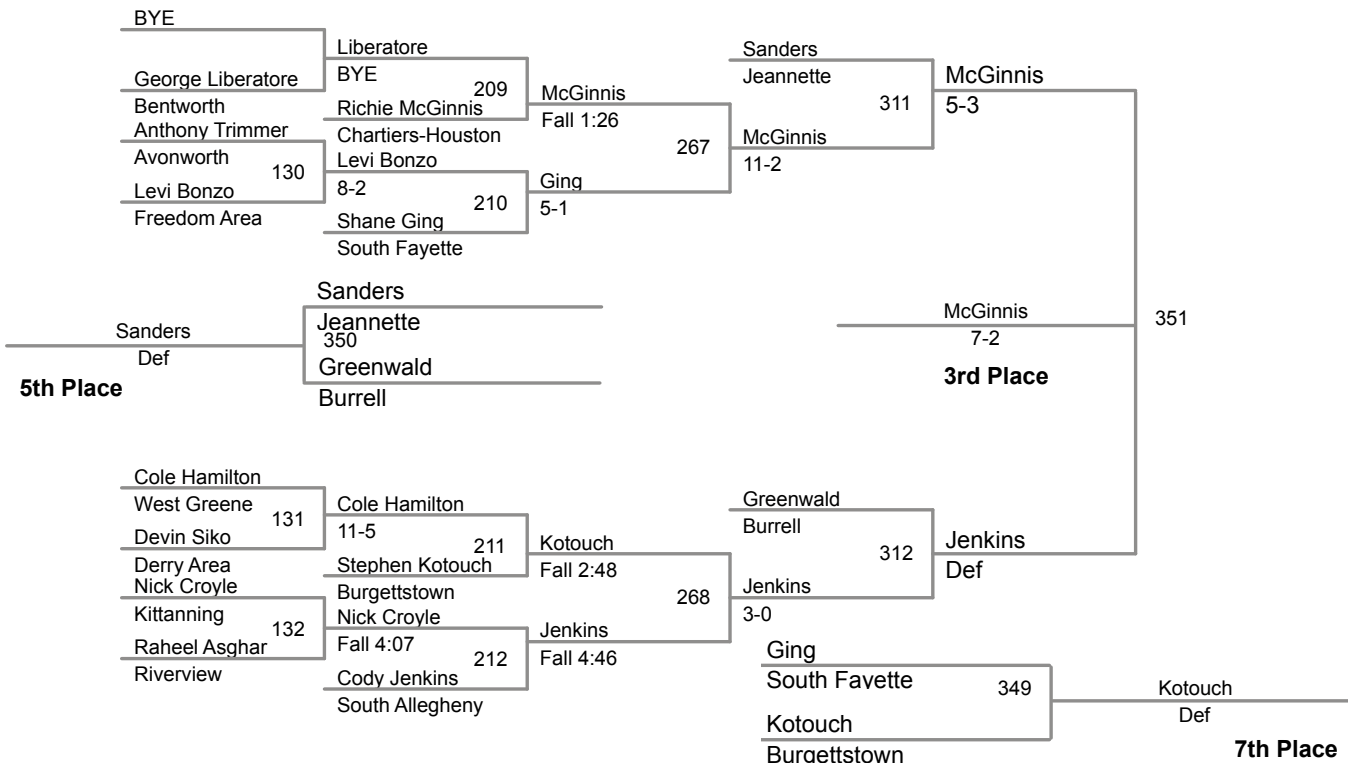 BYE
George Liberatore
Bentworth
Anthony Trimmer
Avonworth
130
Levi Bonzo
Freedom Area
Liberatore
BYE
209
Richie McGinnis
Chartiers-Houston
Levi Bonzo
8-2
210
Shane Ging
South Fayette
McGinnis
Fall 1:26
267
Ging
5-1
Sanders
Jeannette
311
McGinnis
11-2
McGinnis
5-3
Sanders
Def
5th Place
Sanders
Jeannette
350
Greenwald
Burrell
McGinnis
7-2
3rd Place
351
Cole Hamilton
West Greene
131
Devin Siko
Derry Area
Nick Croyle
Kittanning
132
Raheel Asghar
Riverview
Cole Hamilton
11-5
211
Stephen Kotouch
Burgettstown
Nick Croyle
Fall 4:07
212
Cody Jenkins
South Allegheny
Kotouch
Fall 2:48
268
Jenkins
Fall 4:46
Greenwald
Burrell
312
Jenkins
3-0
Jenkins
Def
Ging
South Fayette
349
Kotouch
Burgettstown
Kotouch
Def
7th Place